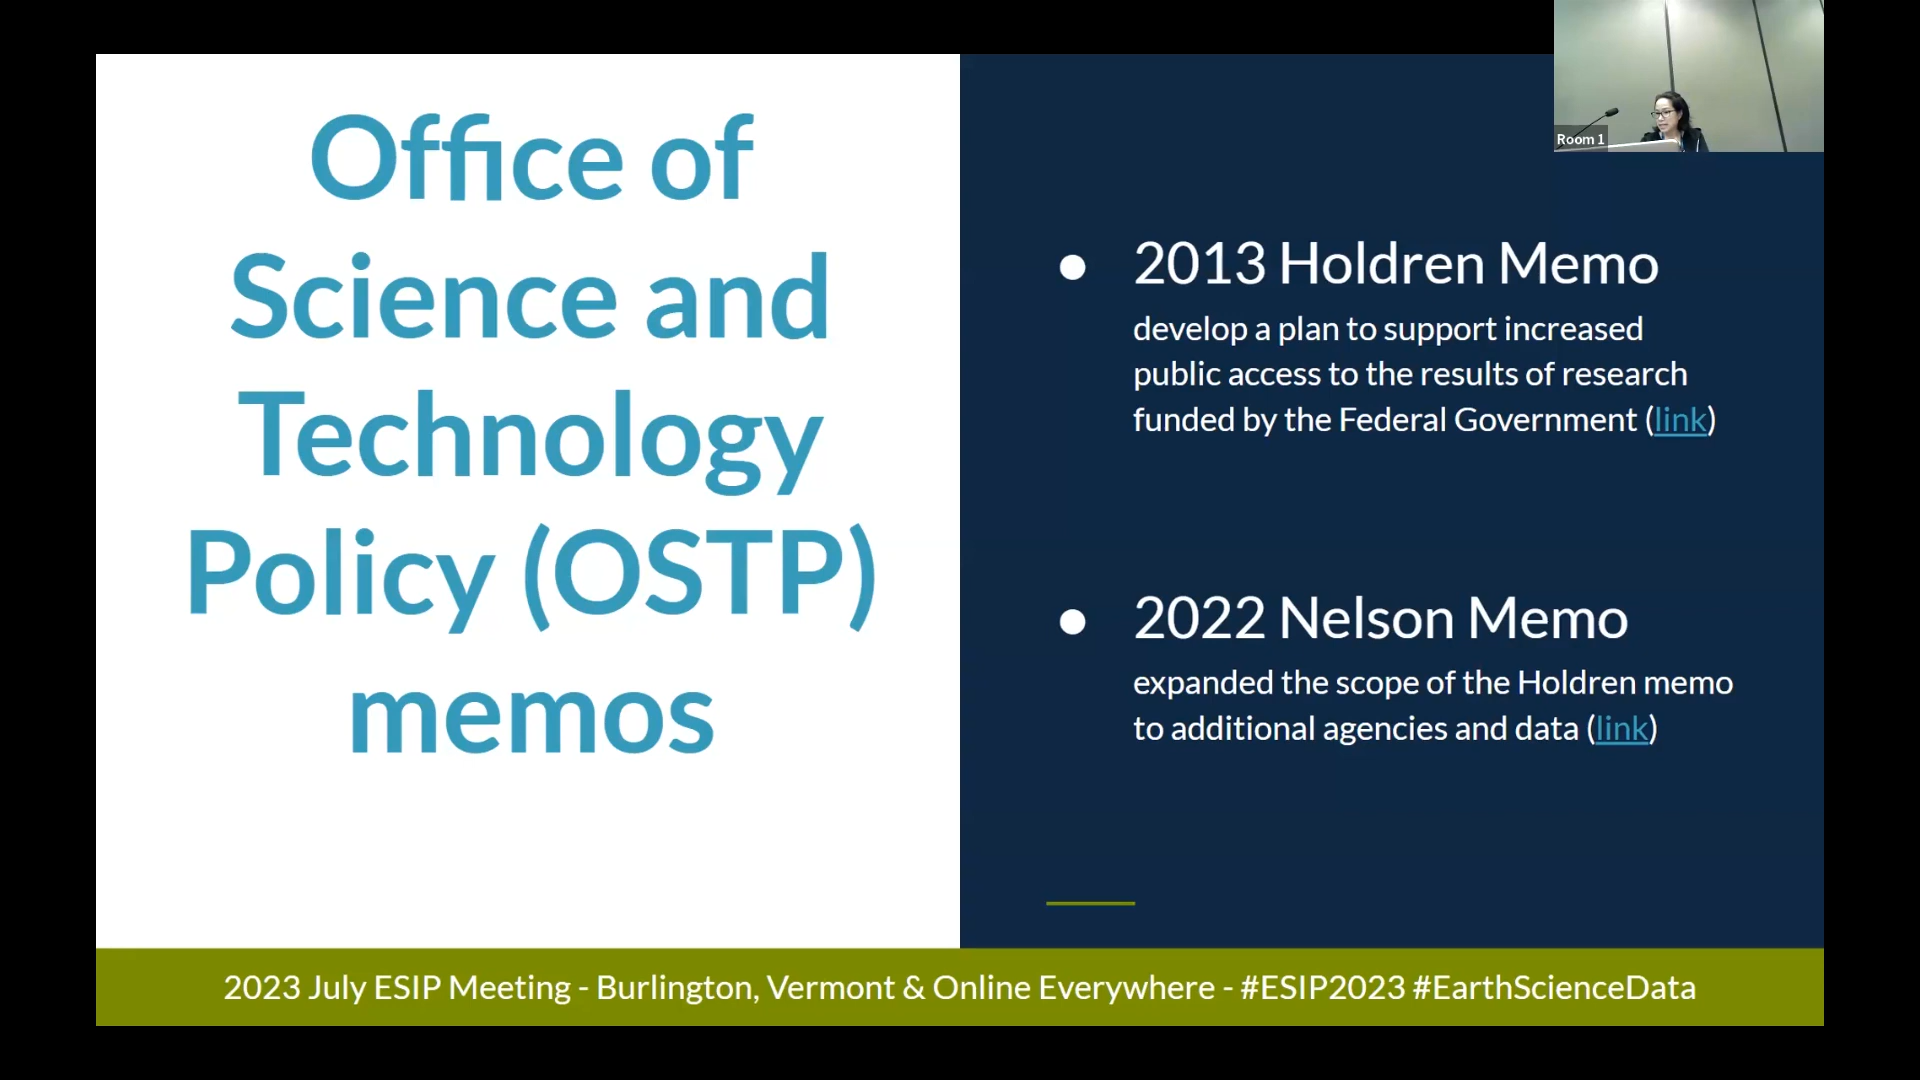 Office of
Science and
Technology
Policy (OSTP)
memos
Room 1
● 2013 Holdren Memo
develop a plan to support increased
public access to the results of research
funded by the Federal Government (link)
● 2022 Nelson Memo
expanded the scope of the Holdren memo
to additional agencies and data (link)
2023 July ESIP Meeting - Burlington, Vermont & Online Everywhere - #ESIP2023 #EarthScienceData